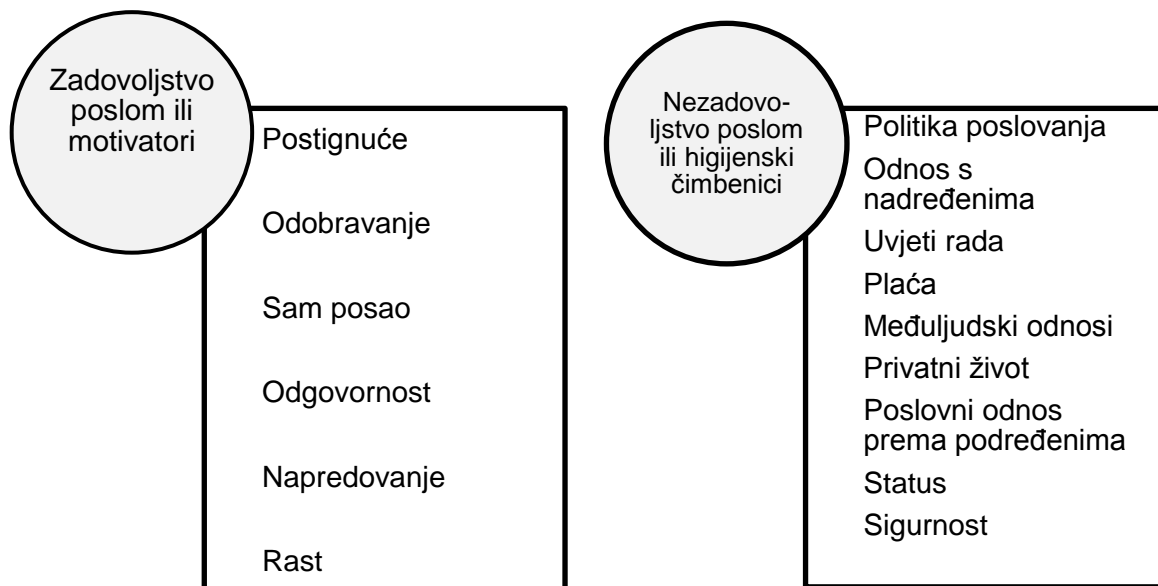 Zadovoljstvo
poslom ili
motivatori
Postignuće
Odobravanje
Sam posao
Odgovornost
Napredovanje
Rast
Nezadovo-
ljstvo poslom
ili higijenski
čimbenici
Politika poslovanja
Odnos s
nadređenima
Uvjeti rada
Plaća
Međuljudski odnosi
Privatni život
Poslovni odnos
prema podređenima
Status
Sigurnost